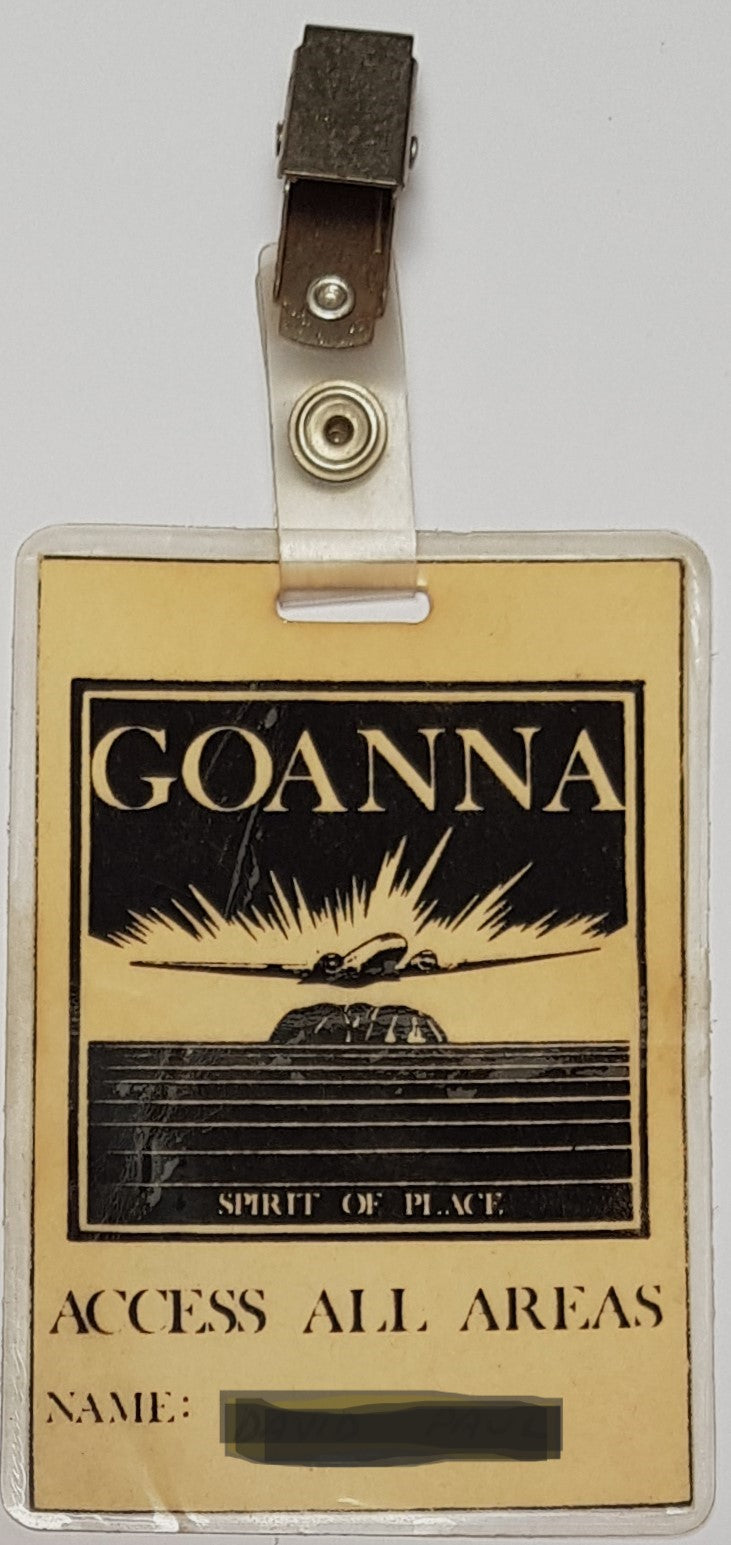 GOANNA
SPIRIT OF PLACE
ACCESS ALL AREAS
NAME: